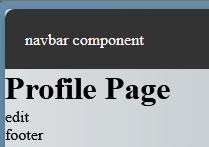 navbar component
Profile Page
edit
footer